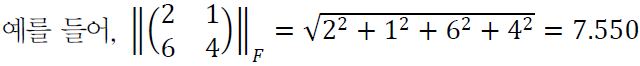 예를 들어, ‖(2 1
6 4)‖_F = √(2² + 1² + 6² + 4²) = 7.550